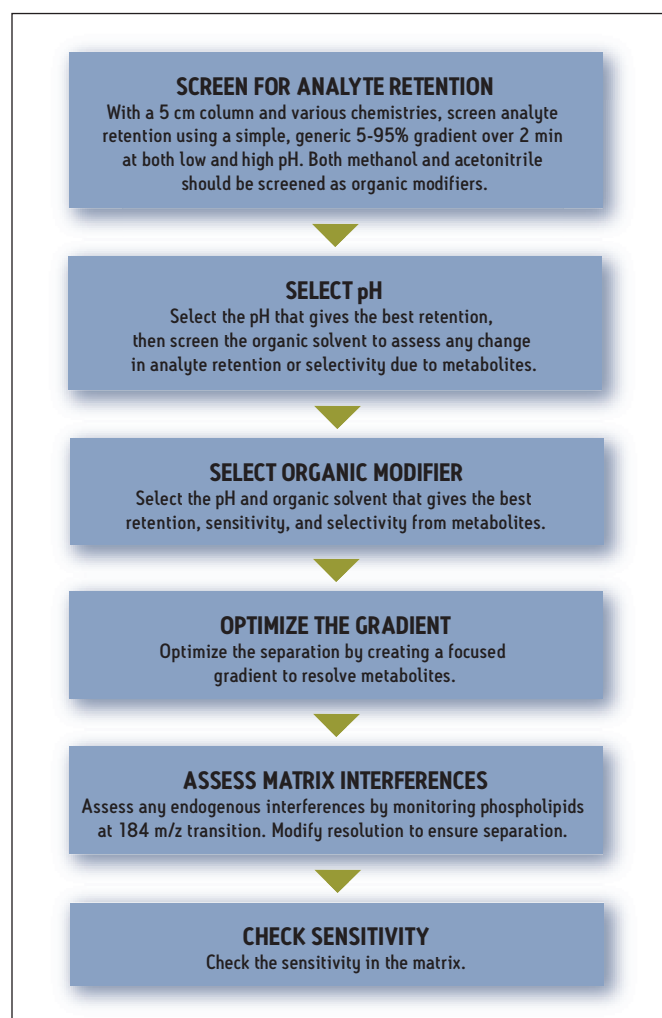 SCREEN FOR ANALYTE RETENTION
With a 5 cm column and various chemistries, screen analyte
retention using a simple, generic 5-95% gradient over 2 min
at both low and high pH. Both methanol and acetonitrile
should be screened as organic modifiers.
SELECT pH
Select the pH that gives the best retention,
then screen the organic solvent to assess any change
in analyte retention or selectivity due to metabolites.
SELECT ORGANIC MODIFIER
Select the pH and organic solvent that gives the best
retention, sensitivity, and selectivity from metabolites.
OPTIMIZE THE GRADIENT
Optimize the separation by creating a focused
gradient to resolve metabolites.
ASSESS MATRIX INTERFERENCES
Assess any endogenous interferences by monitoring phospholipids
at 184 m/z transition. Modify resolution to ensure separation.
CHECK SENSITIVITY
Check the sensitivity in the matrix.